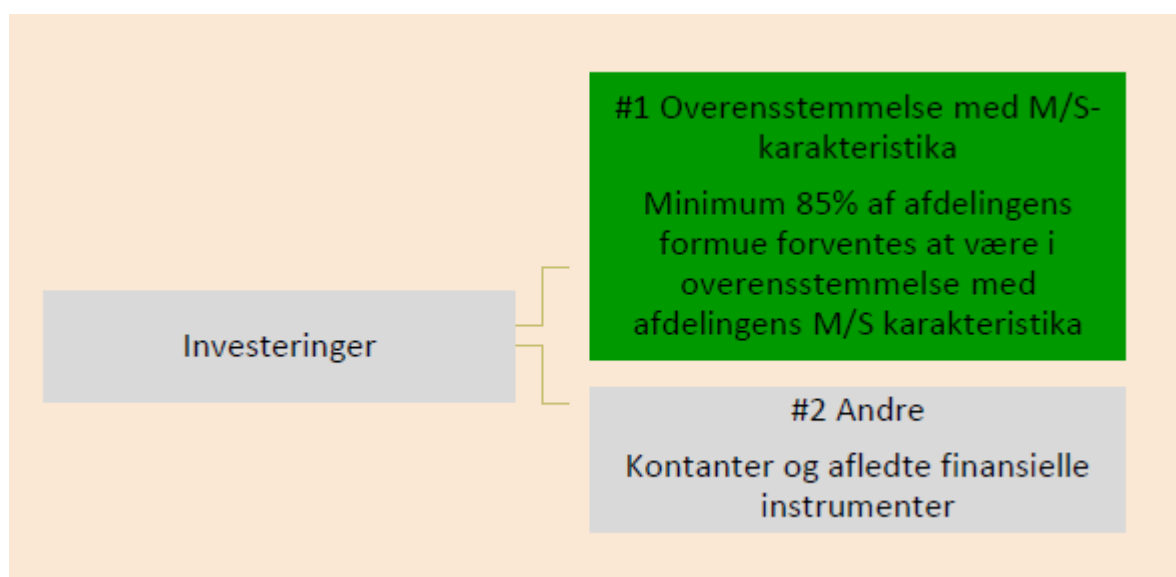 #1 Overensstemmelse med M/S-
karakteristika
Minimum 85% af afdelingens
formue forventes at være i
overensstemmelse med
afdelingens M/S karakteristika
Investeringer
#2 Andre
Kontanter og afledte finansielle
instrumenter